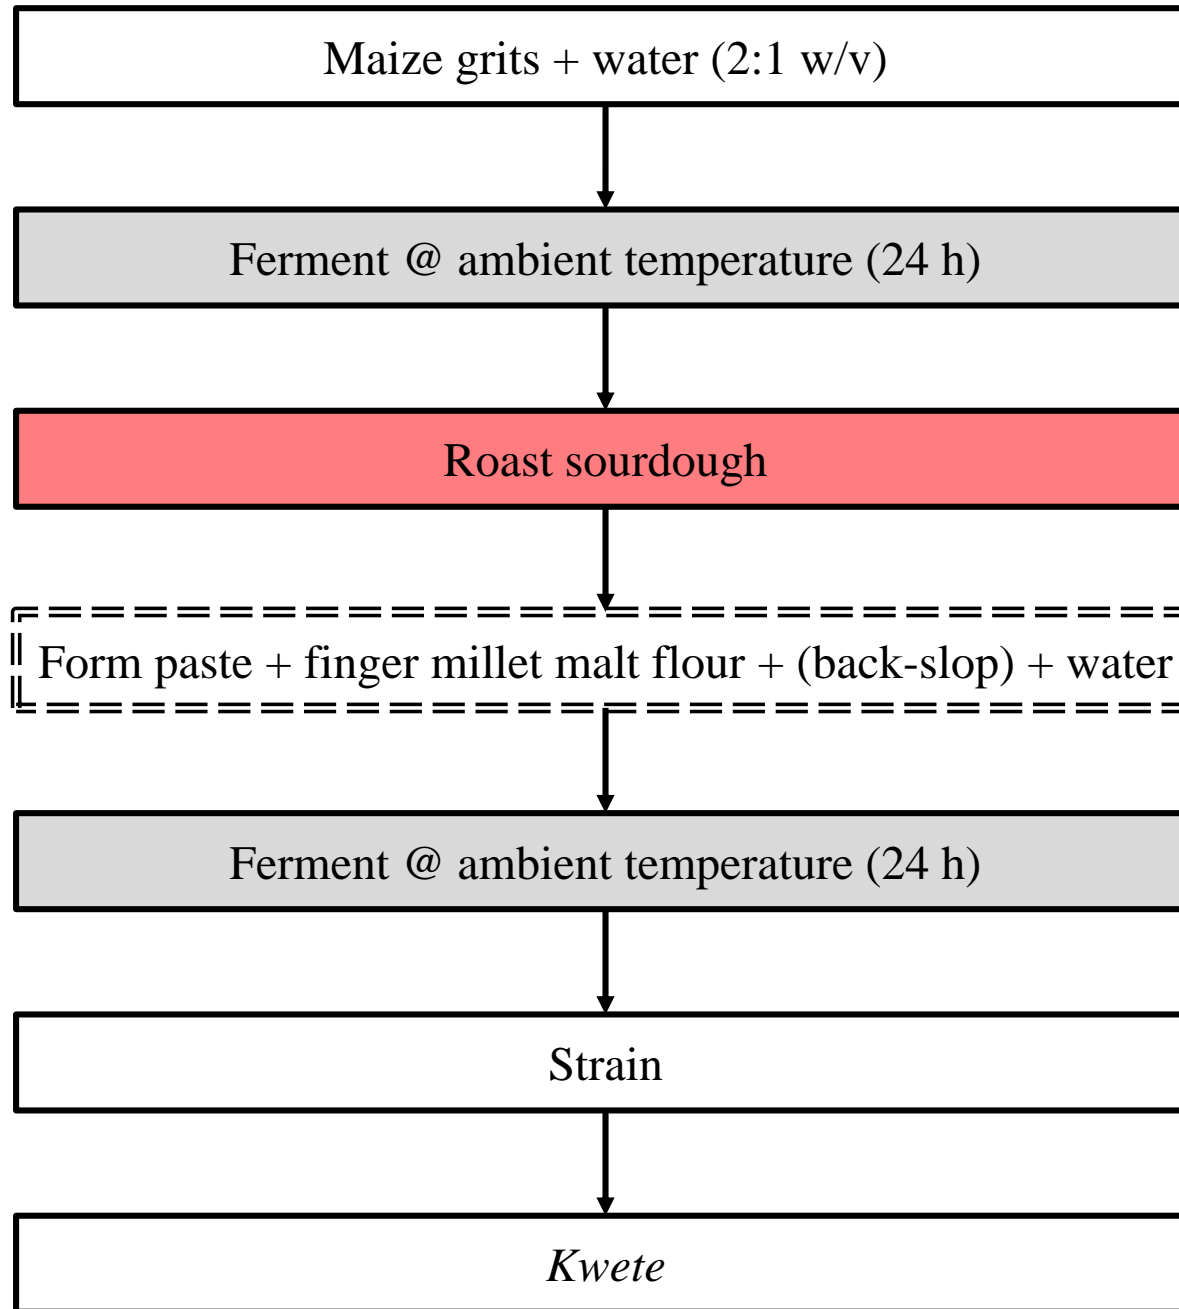 Maize grits + water (2:1 w/v)
Ferment @ ambient temperature (24 h)
Roast sourdough
Form paste + finger millet malt flour + (back-slop) + water
Ferment @ ambient temperature (24 h)
Strain
Kwete